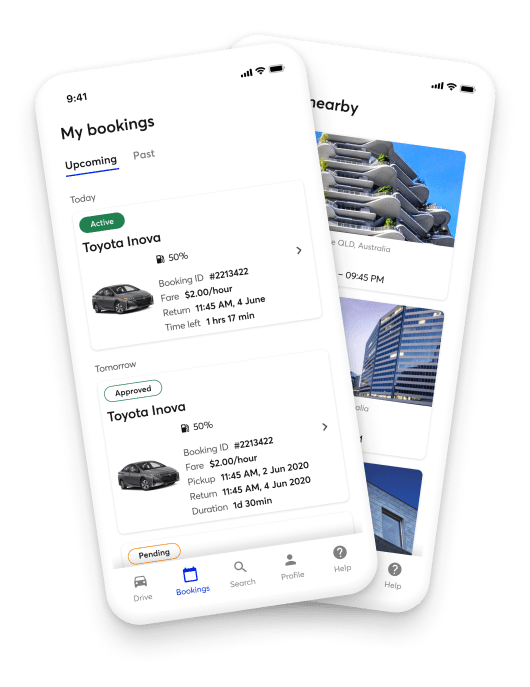 9:41
My bookings
Upcoming Past
Today
Active
Toyota Inova
50%
Booking ID #2213422
Fare $2.00/hour
Return 11:45 AM, 4 June
Time left 1 hrs 17 min
Tomorrow
Approved
Toyota Inova
50%
Booking ID #2213422
Fare $2.00/hour
Pickup 11:45 AM, 2 Jun 2020
Return 11:45 AM, 4 Jun 2020
Duration 1d 30min
Pending
Drive Bookings Search Profile Help
nearby
QLD, Australia
– 09:45 PM
Help